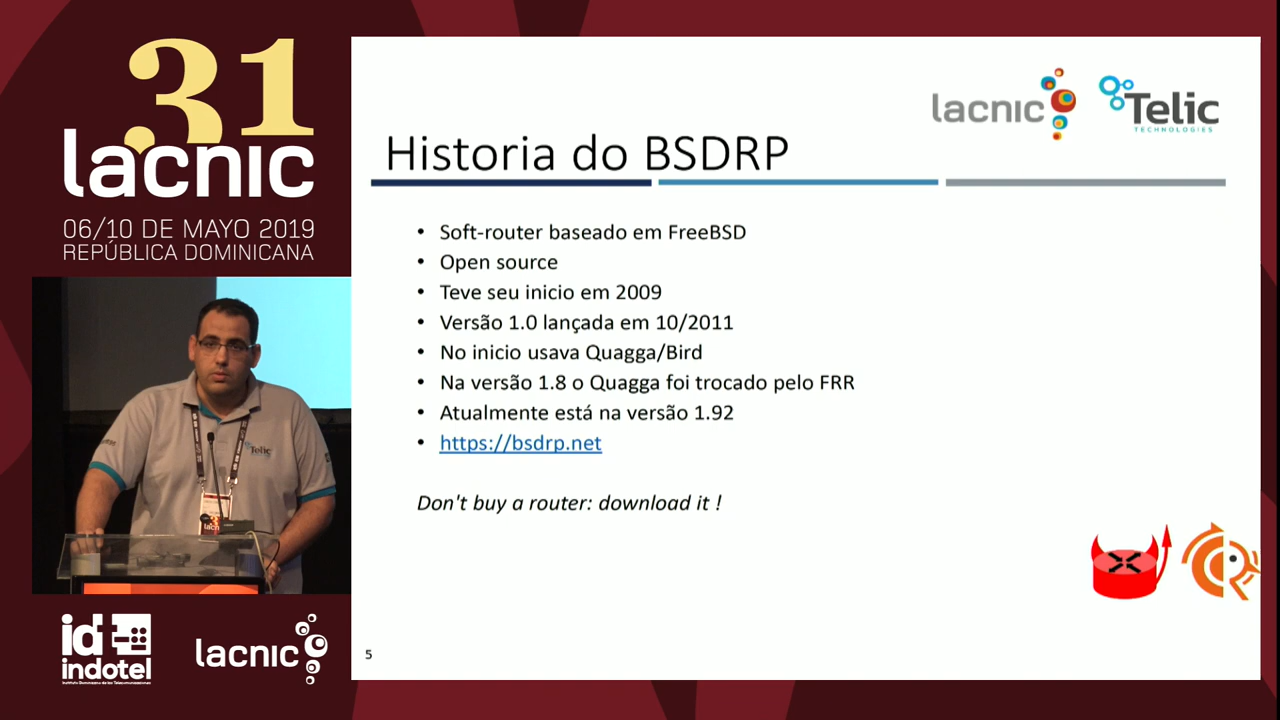 31
lacnic
06/10 DE MAYO 2019
REPÚBLICA DOMINICANA
lacnic
Telic
TECHNOLOGIES
Historia do BSDRP
• Soft-router baseado em FreeBSD
• Open source
• Teve seu inicio em 2009
• Versão 1.0 lançada em 10/2011
• No inicio usava Quagga/Bird
• Na versão 1.8 o Quagga foi trocado pelo FRR
• Atualmente está na versão 1.92
• https://bsdrp.net
Don't buy a router: download it !
5
Telic
lacn
id
indotel
Instituto Dominicano de las Telecomunicaciones
lacnic